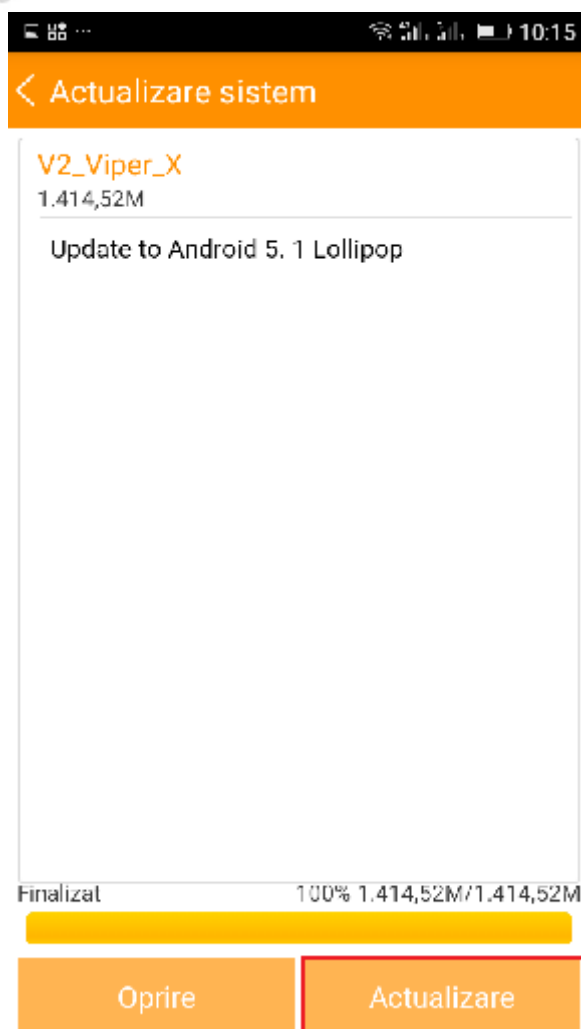 10:15
Actualizare sistem
V2_Viper_X
1.414,52M
Update to Android 5. 1 Lollipop
Finalizat 100% 1.414,52M/1.414,52M
Oprire Actualizare